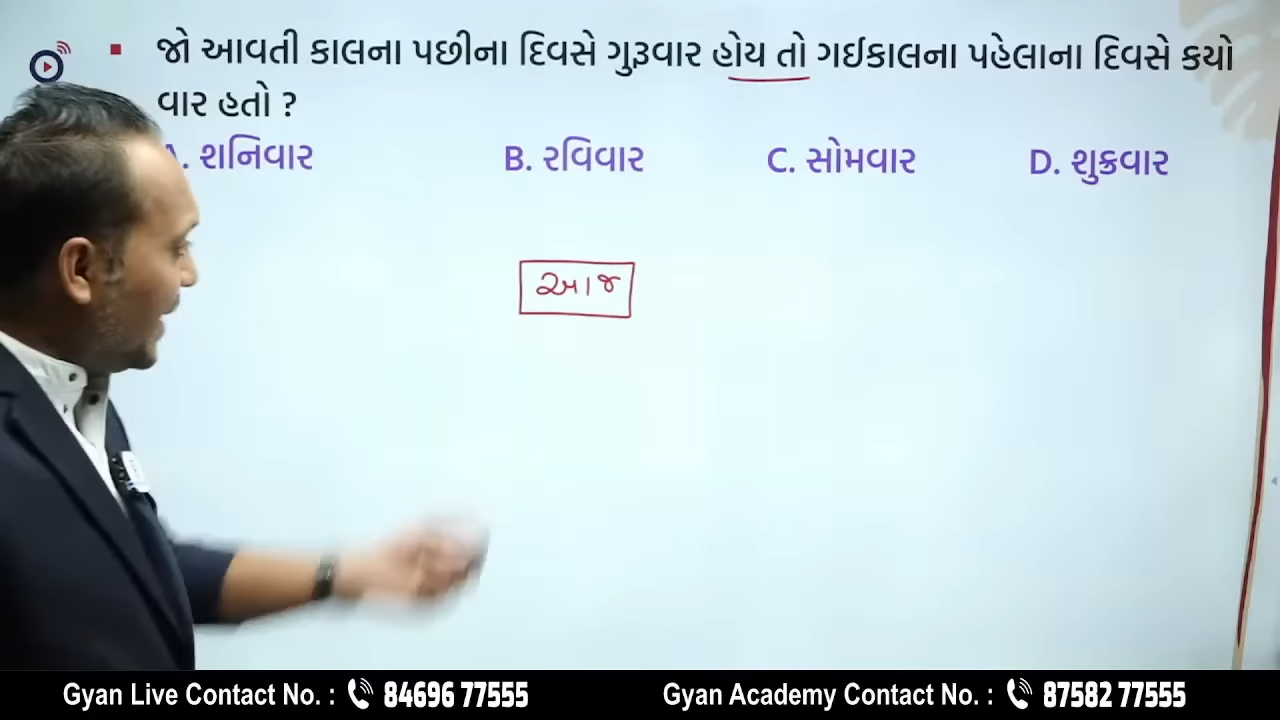 જો આવતી કાલના પછીના દિવસે ગુરૂવાર હોય તો ગઈકાલના પહેલાના દિવસે કયો
વાર હતો ?
A. શનિવાર B. રવિવાર C. સોમવાર D. શુક્રવાર
આજ
Gyan Live Contact No. : 84696 77555 Gyan Academy Contact No. : 87582 77555